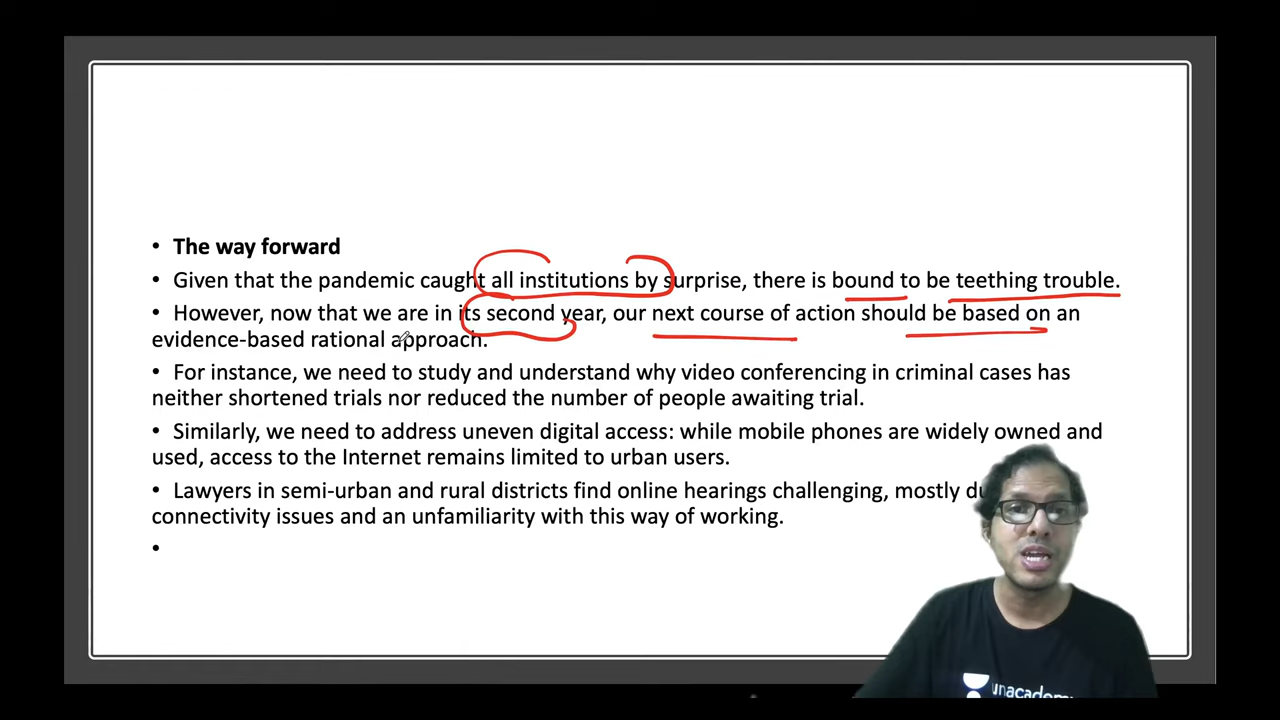 • The way forward
• Given that the pandemic caught all institutions by surprise, there is bound to be teething trouble.
• However, now that we are in its second year, our next course of action should be based on an
evidence-based rational approach.
• For instance, we need to study and understand why video conferencing in criminal cases has
neither shortened trials nor reduced the number of people awaiting trial.
• Similarly, we need to address uneven digital access: while mobile phones are widely owned and
used, access to the Internet remains limited to urban users.
• Lawyers in semi-urban and rural districts find online hearings challenging, mostly
connectivity issues and an unfamiliarity with this way of working.
•
unacadem